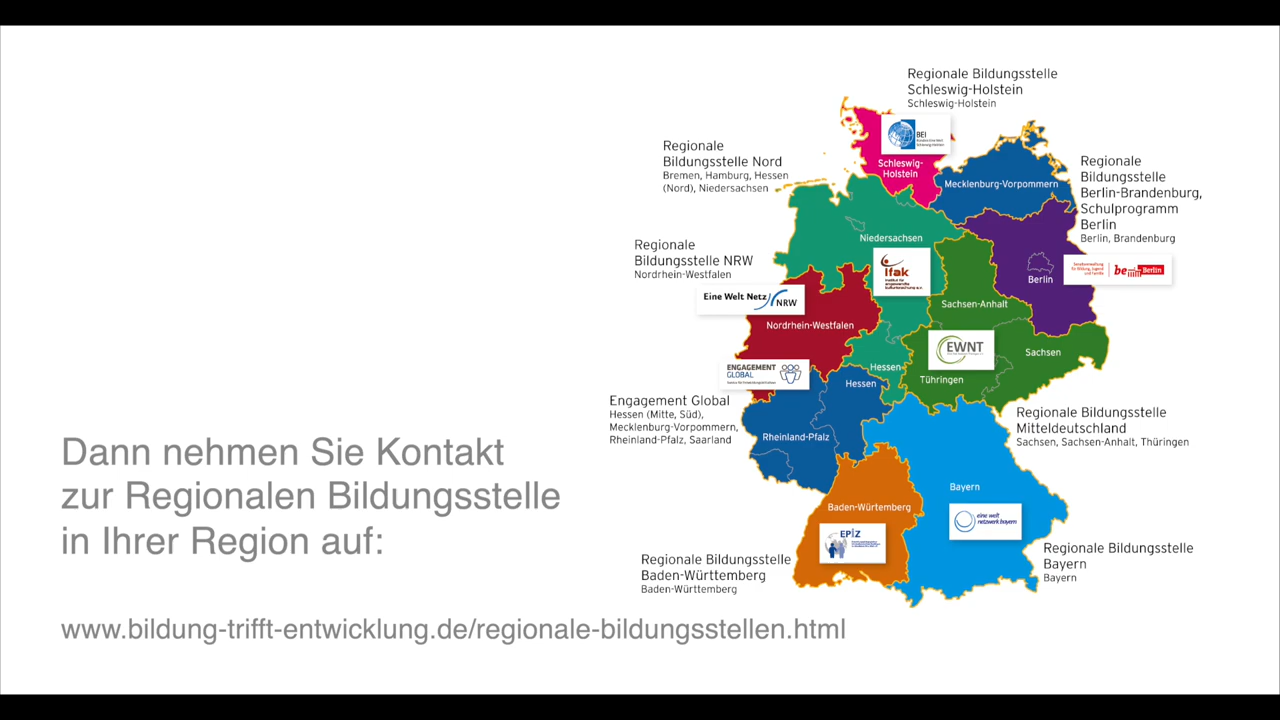 Regionale Bildungsstelle
Schleswig-Holstein
Schleswig-Holstein
Regionale
Bildungsstelle Nord
Bremen, Hamburg, Hessen
(Nord), Niedersachsen
Regionale
Bildungsstelle
Berlin-Brandenburg,
Schulprogramm
Berlin
Berlin, Brandenburg
Regionale
Bildungsstelle NRW
Nordrhein-Westfalen
BEI
Schleswig-
Holstein
Mecklenburg-Vorpommern
Niedersachsen
ifak
Berlin
be Berlin
Eine Welt Netz NRW
Nordrhein-Westfalen
Sachsen-Anhalt
EWNT
Sachsen
Hessen
Tühringen
ENGAGEMENT
GLOBAL
Hessen
Engagement Global
Hessen (Mitte, Süd),
Mecklenburg-Vorpommern,
Rheinland-Pfalz, Saarland
Rheinland-Pfalz
Regionale Bildungsstelle
Mitteldeutschland
Sachsen, Sachsen-Anhalt, Thüringen
Dann nehmen Sie Kontakt
zur Regionalen Bildungsstelle
in Ihrer Region auf:
Bayern
eine welt
netzwerk bayern
Baden-Würtemberg
EPiZ
Regionale Bildungsstelle
Baden-Württemberg
Baden-Württemberg
Regionale Bildungsstelle
Bayern
Bayern
www.bildung-trifft-entwicklung.de/regionale-bildungsstellen.html